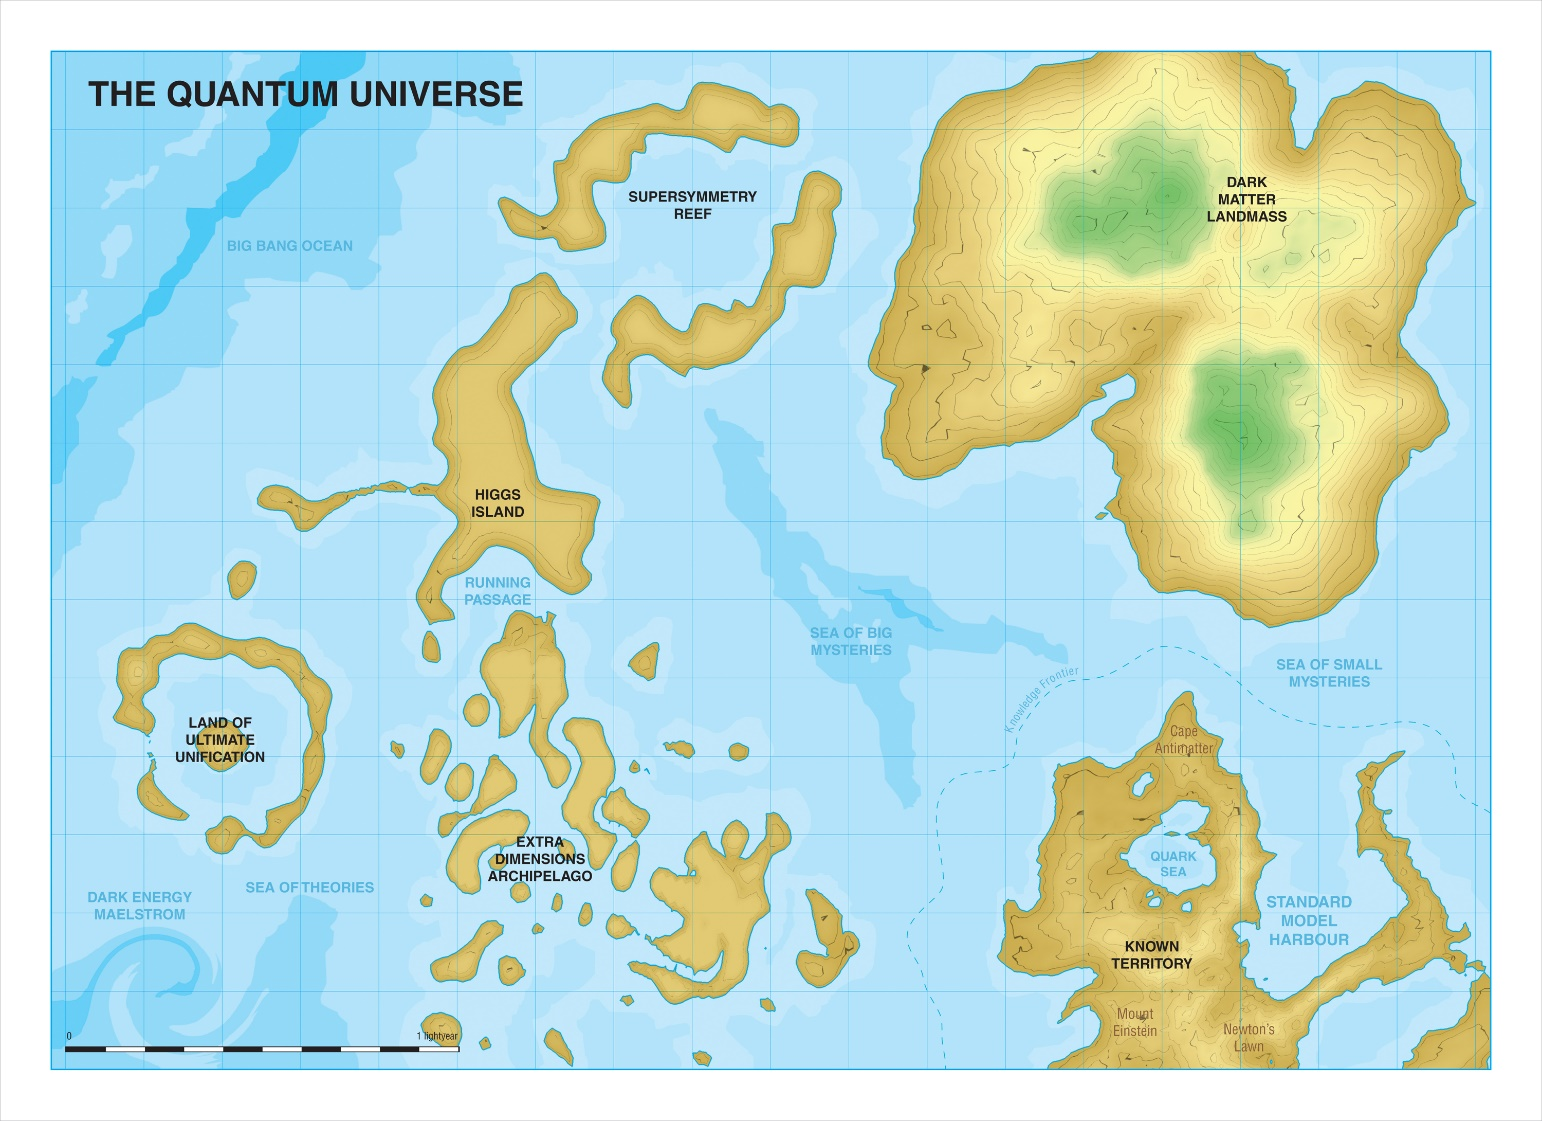 THE QUANTUM UNIVERSE
SUPERSYMMETRY
REEF
DARK
MATTER
LANDMASS
BIG BANG OCEAN
HIGGS
ISLAND
RUNNING
PASSAGE
SEA OF BIG
MYSTERIES
SEA OF SMALL
MYSTERIES
Knowledge Frontier
LAND OF
ULTIMATE
UNIFICATION
Cape
Antimatter
EXTRA
DIMENSIONS
ARCHIPELAGO
QUARK
SEA
DARK ENERGY
MAELSTROM
SEA OF THEORIES
STANDARD
MODEL
HARBOUR
KNOWN
TERRITORY
Mount
Einstein
Newton's
Lawn
0
1 lightyear